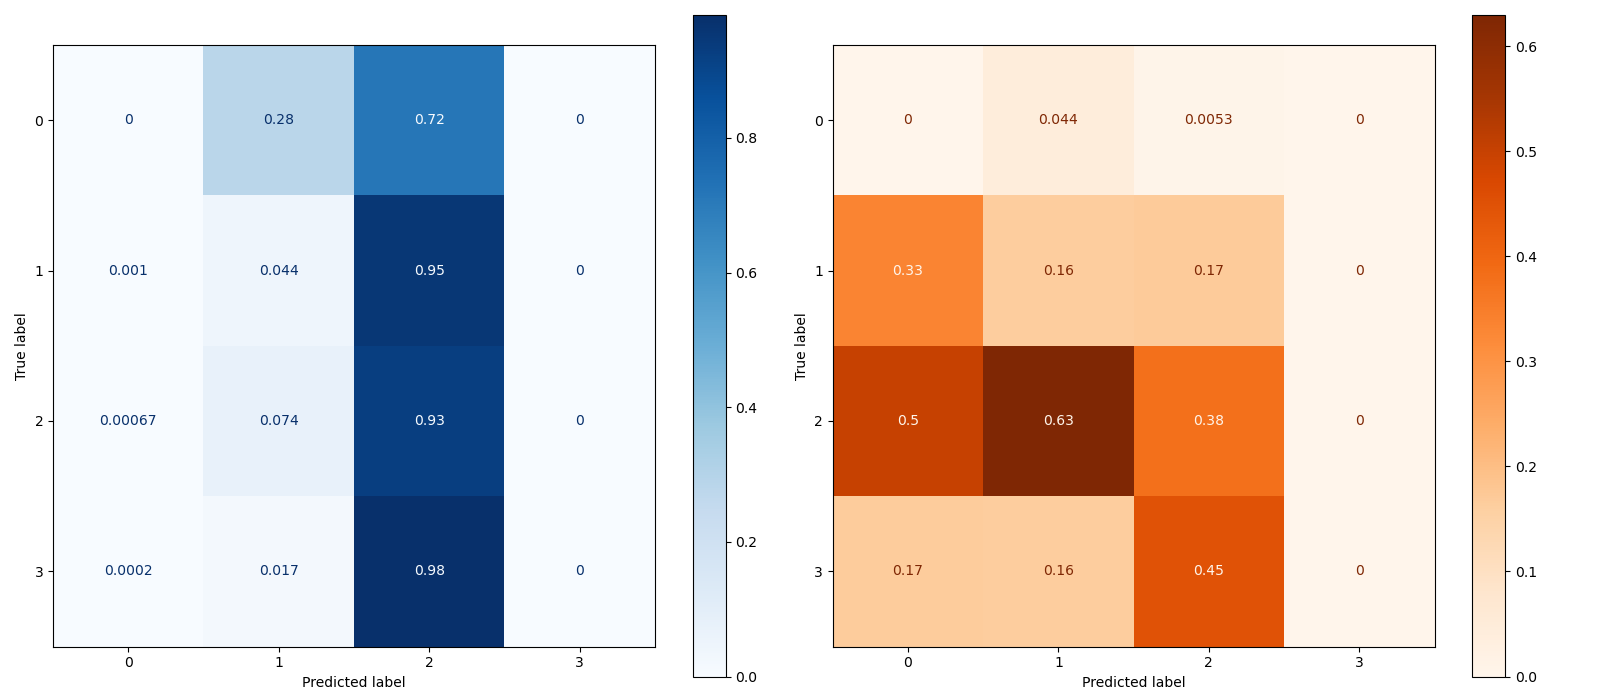 0 0 0.28 0.72 0
1 0.001 0.044 0.95 0
2 0.00067 0.074 0.93 0
3 0.0002 0.017 0.98 0
0 1 2 3
Predicted label
True label
0.8
0.6
0.4
0.2
0.0
0 0 0.044 0.0053 0
1 0.33 0.16 0.17 0
2 0.5 0.63 0.38 0
3 0.17 0.16 0.45 0
0 1 2 3
Predicted label
True label
0.6
0.5
0.4
0.3
0.2
0.1
0.0